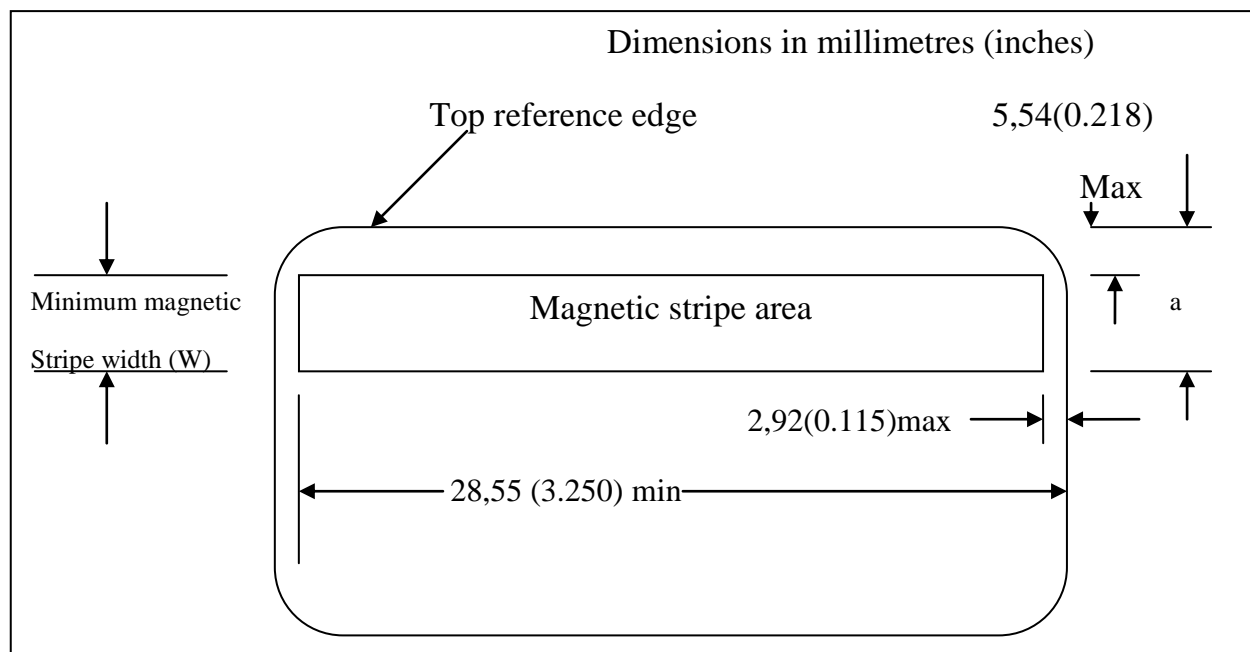 Dimensions in millimetres (inches)
Top reference edge
5,54(0.218)
Max
Minimum magnetic
Magnetic stripe area
a
Stripe width (W)
2,92(0.115)max
28,55 (3.250) min